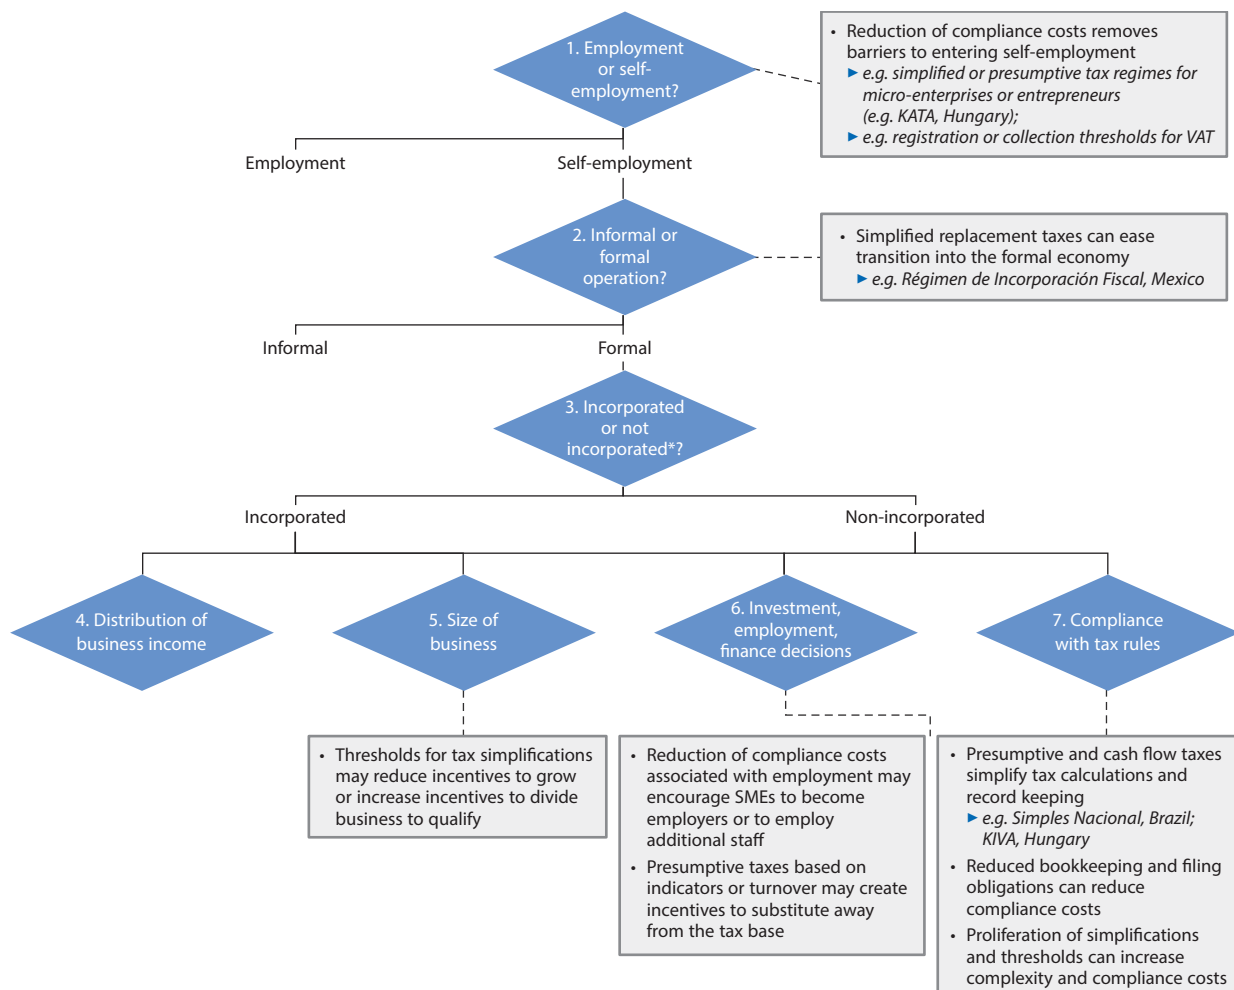 1. Employment
or self-
employment?
• Reduction of compliance costs removes
barriers to entering self-employment
▶ e.g. simplified or presumptive tax regimes for
micro-enterprises or entrepreneurs
(e.g. KATA, Hungary);
▶ e.g. registration or collection thresholds for VAT
Employment
Self-employment
2. Informal or
formal
operation?
• Simplified replacement taxes can ease
transition into the formal economy
▶ e.g. Régimen de Incorporación Fiscal, Mexico
Informal
Formal
3. Incorporated
or not
incorporated*?
Incorporated
Non-incorporated
4. Distribution of
business income
5. Size of
business
6. Investment,
employment,
finance decisions
7. Compliance
with tax rules
• Thresholds for tax simplifications
may reduce incentives to grow
or increase incentives to divide
business to qualify
• Reduction of compliance costs
associated with employment may
encourage SMEs to become
employers or to employ
additional staff
• Presumptive taxes based on
indicators or turnover may create
incentives to substitute away
from the tax base
• Presumptive and cash flow taxes
simplify tax calculations and
record keeping
▶ e.g. Simples Nacional, Brazil;
KIVA, Hungary
• Reduced bookkeeping and filing
obligations can reduce
compliance costs
• Proliferation of simplifications
and thresholds can increase
complexity and compliance costs